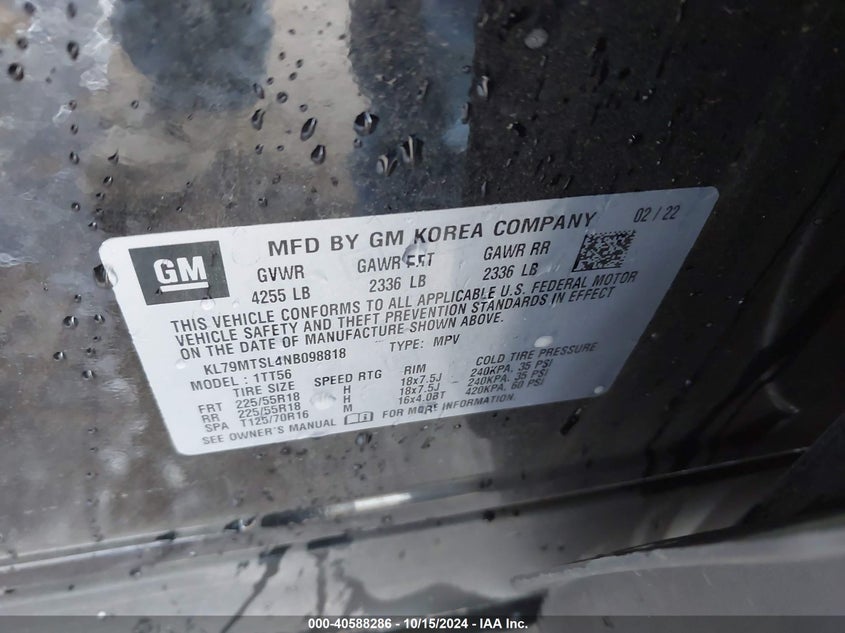 GM
MFD BY GM KOREA COMPANY 02 / 22
GVWR GAWR FRT GAWR RR
4255 LB 2336 LB 2336 LB
THIS VEHICLE CONFORMS TO ALL APPLICABLE U.S. FEDERAL MOTOR
VEHICLE SAFETY AND THEFT PREVENTION STANDARDS IN EFFECT
ON THE DATE OF MANUFACTURE SHOWN ABOVE.
KL79MTSL4NB098818 TYPE: MPV
MODEL: 1TT56
TIRE SIZE SPEED RTG RIM COLD TIRE PRESSURE
FRT 225/55R18 H 18x7.5J 240KPA. 35 PSI
RR 225/55R18 H 18x7.5J 240KPA. 35 PSI
SPA T125/70R16 M 16x4.0BT 420KPA. 60 PSI
SEE OWNER'S MANUAL FOR MORE INFORMATION.
000-40588286 - 10/15/2024 - IAAI.com.